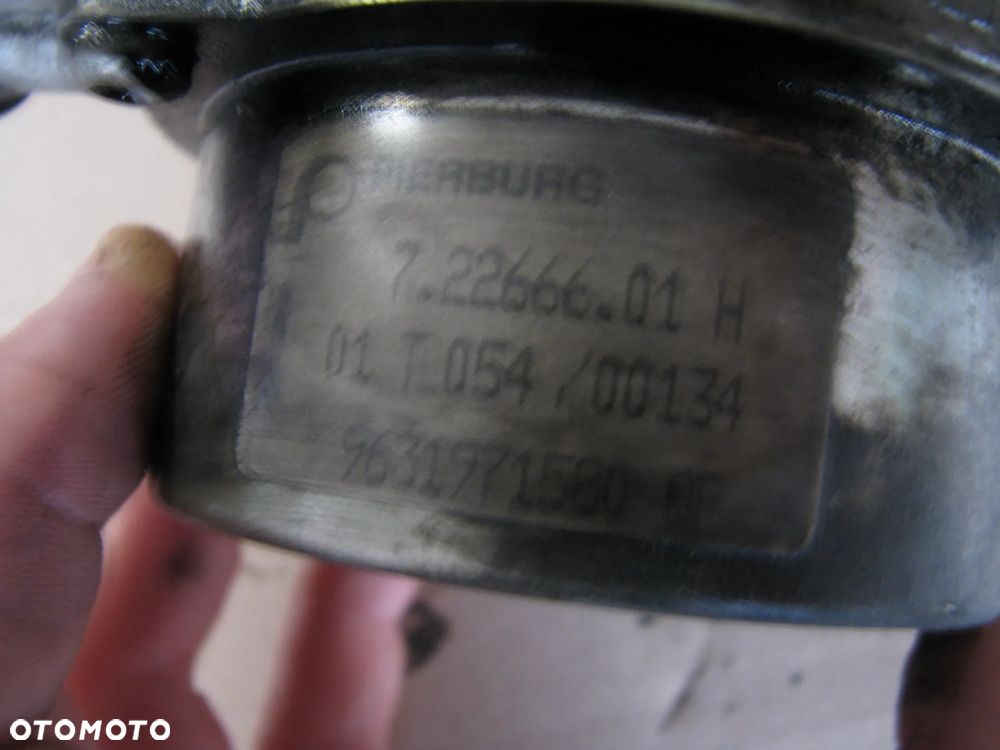 PIERBURG
7.22666.01 H
01 T 054 /00134
9631971580
OTOMOTO